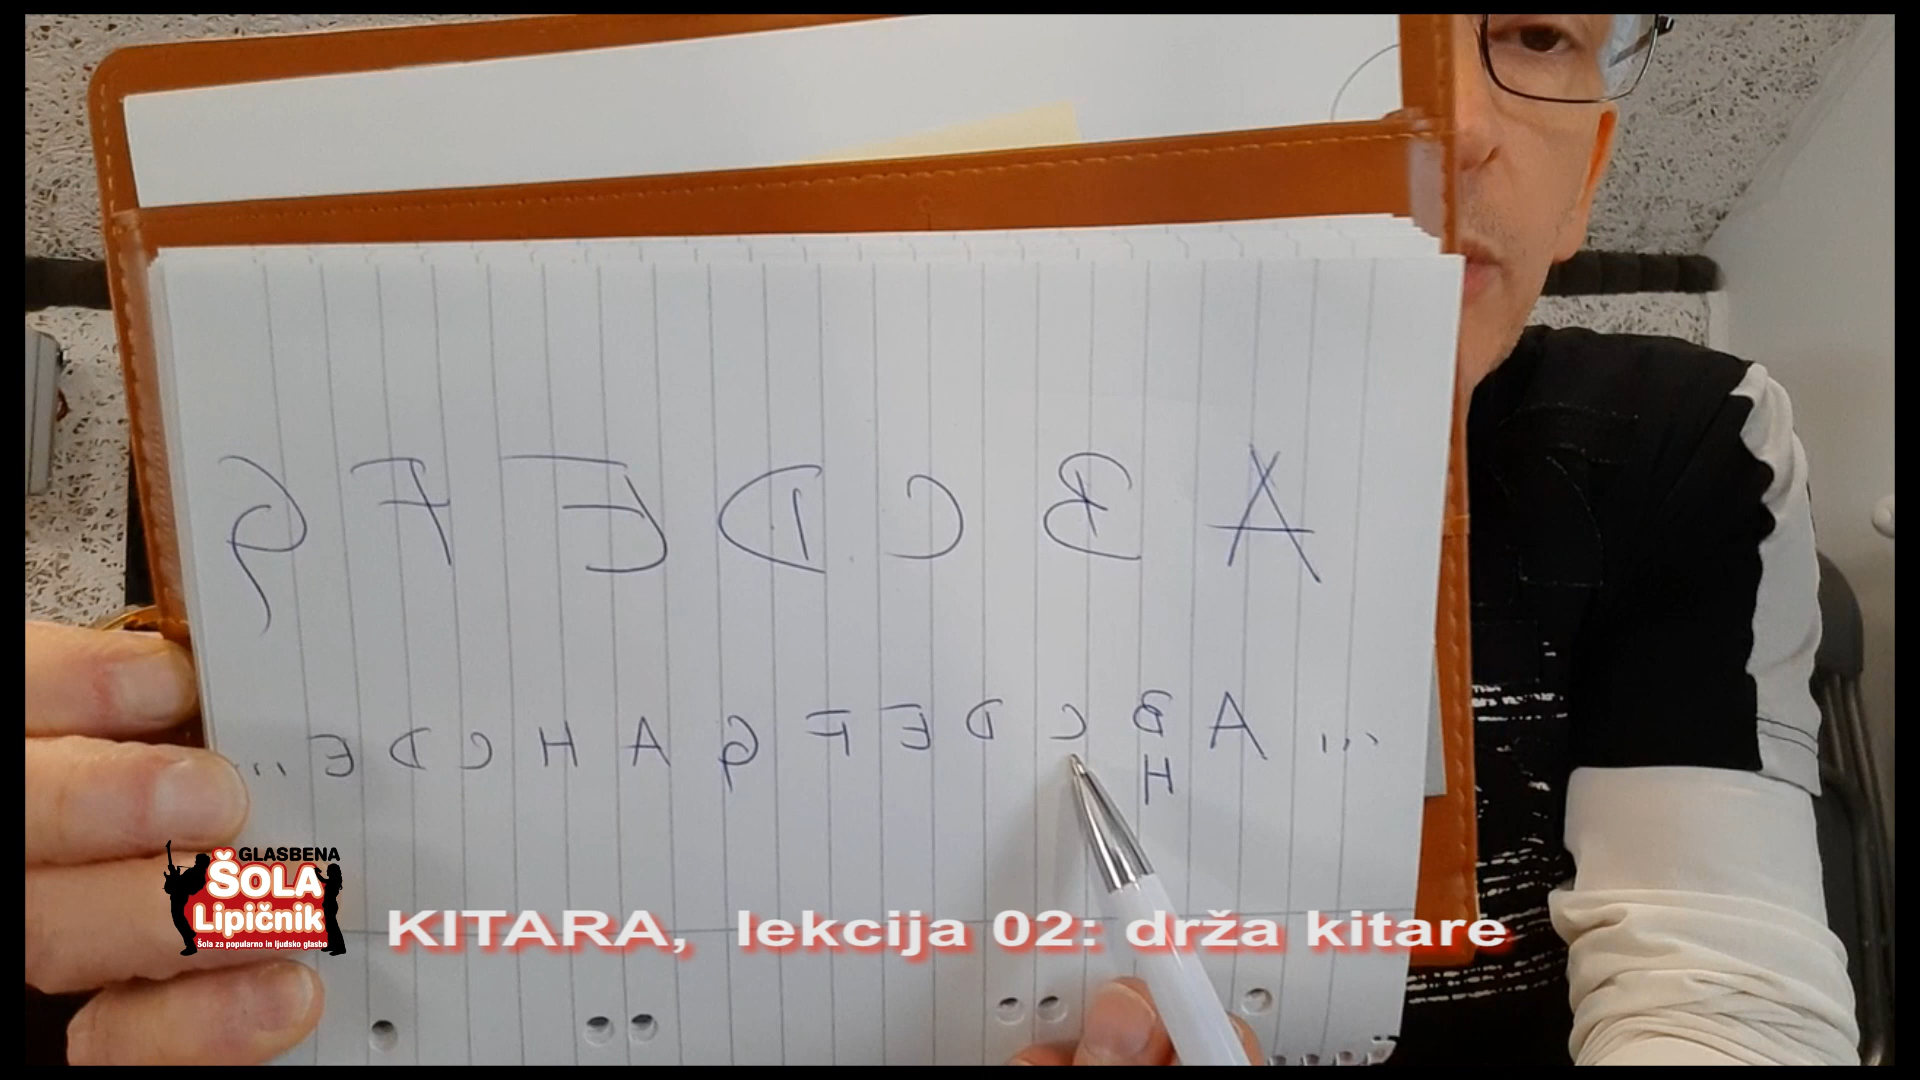 A B C D E F G
... A B C D E F G A H C D E ...
H
GLASBENA
ŠOLA
Lipičnik
Šola za popularno in ljudsko glasbo
KITARA, lekcija 02: drža kitare